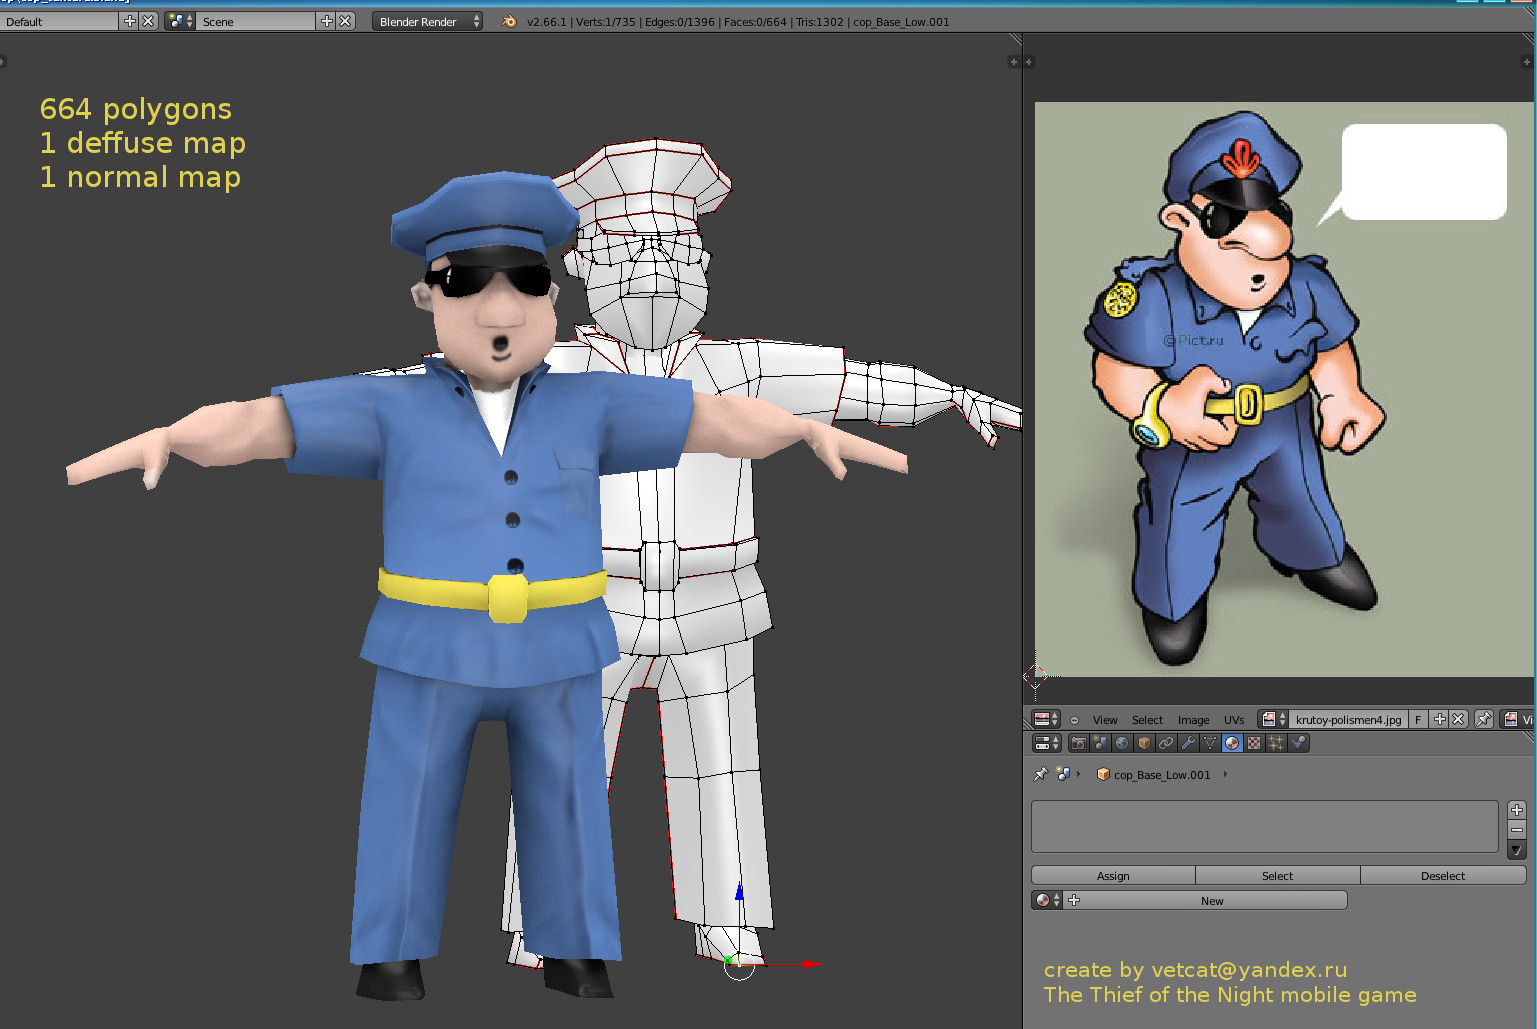 Default
Scene
Blender Render
v2.66.1 | Verts:1/735 | Edges:0/1396 | Faces:0/664 | Tris:1302 | cop_Base_Low.001
664 polygons
1 deffuse map
1 normal map
@Pict.ru
View Select Image UVs krutoy-polismen4.jpg F Vi
cop_Base_Low.001
Assign Select Deselect
New
create by vetcat@yandex.ru
The Thief of the Night mobile game